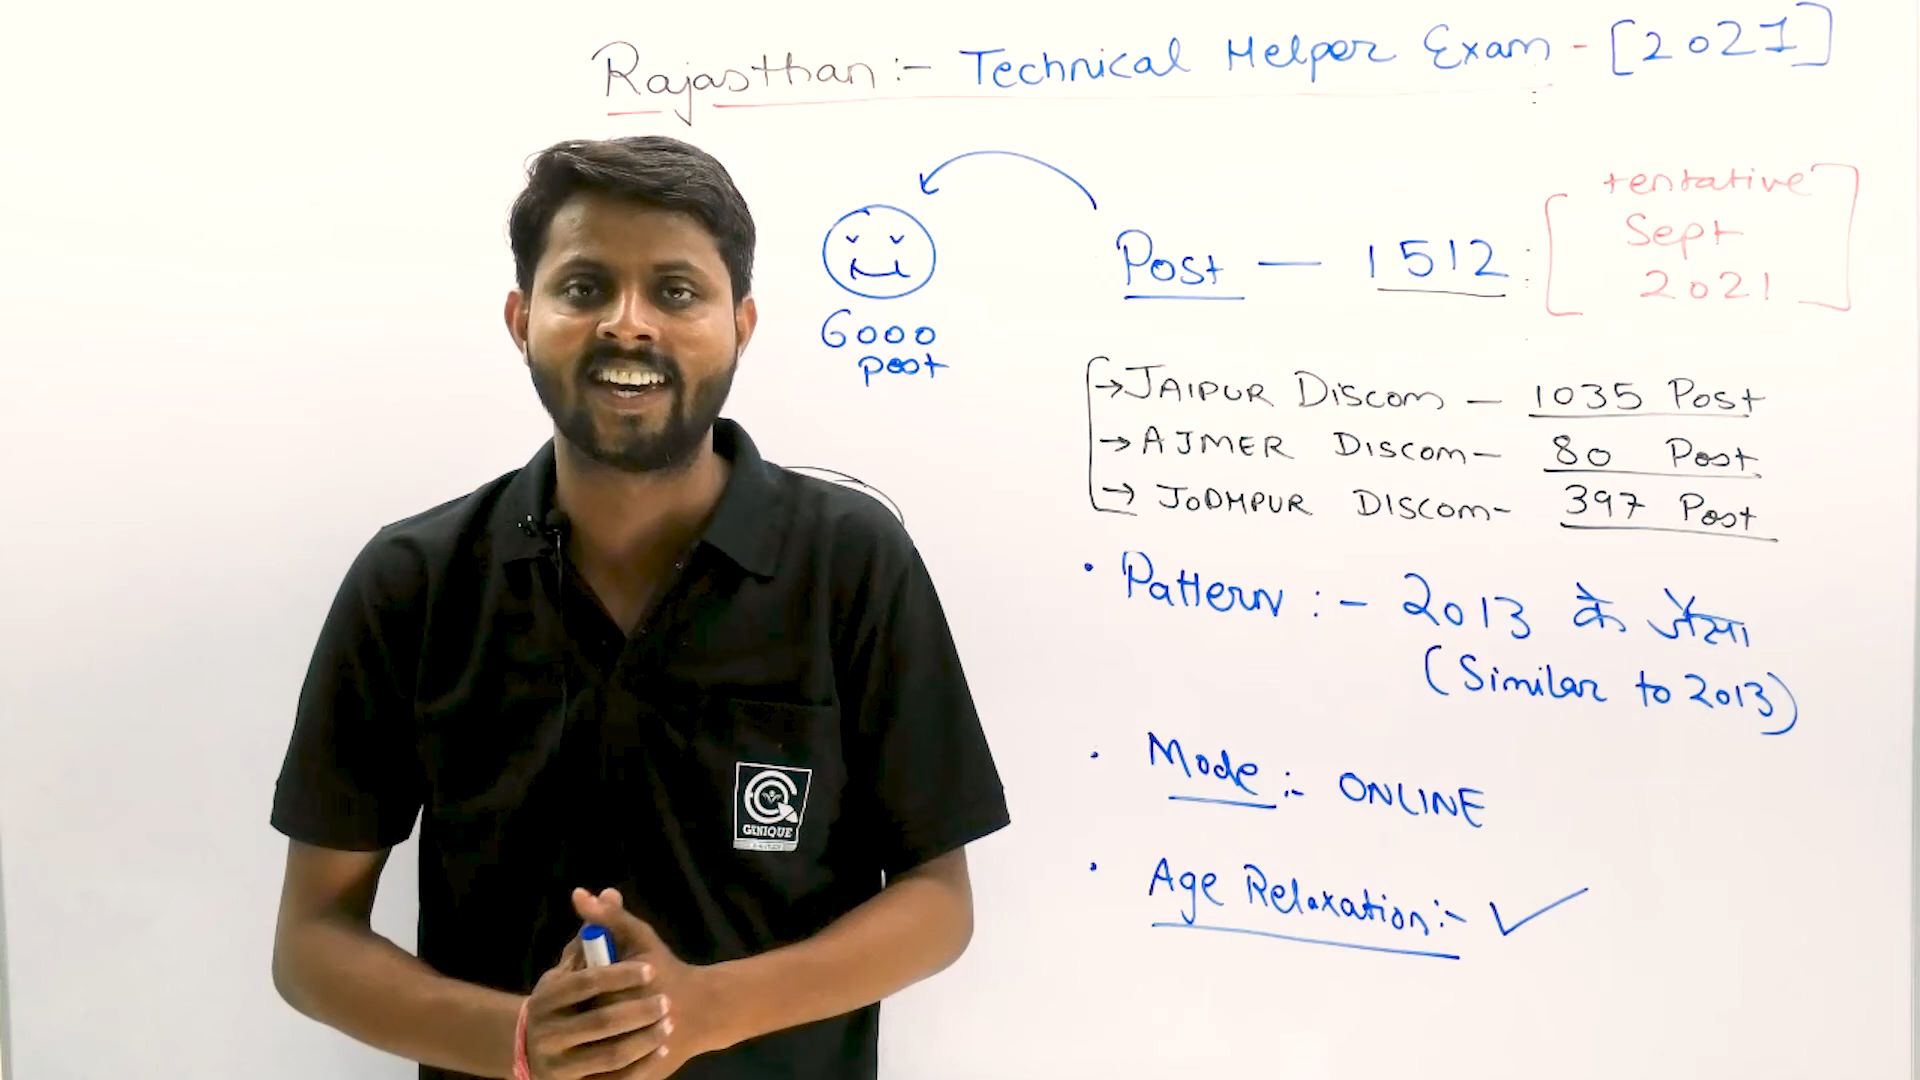 Rajasthan :- Technical Helper Exam - [2021]
Post — 1512 :
[tentative
Sept
2021]
6000
post
→ JAIPUR Discom — 1035 Post
→ AJMER Discom - 80 Post
→ JODHPUR DISCOM - 397 Post
• Pattern :- 2013 के जैसा
(Similar to 2013)
• Mode :- ONLINE
• Age Relaxation :- ✓
GENIQUE